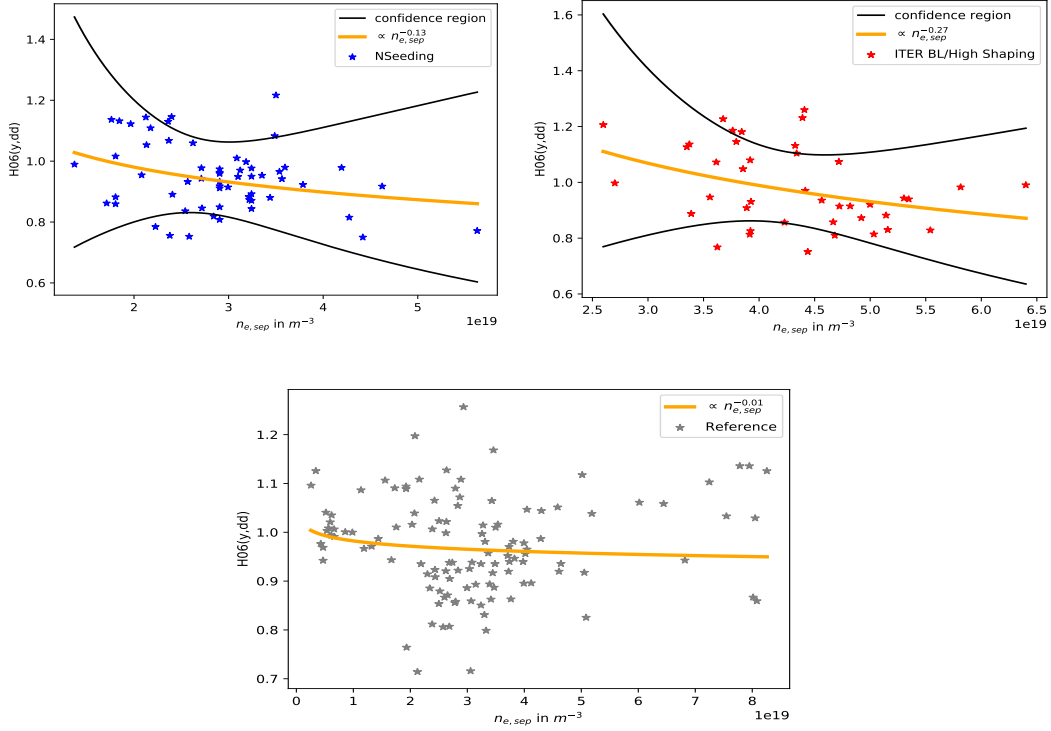 confidence region
∝ n_{e,sep}^{-0.13}
NSeeding
H06(y,dd)
1.4
1.2
1.0
0.8
0.6
2 3 4 5
1e19
n_{e,sep} in m^{-3}
confidence region
∝ n_{e,sep}^{-0.27}
ITER BL/High Shaping
H06(y,dd)
1.6
1.4
1.2
1.0
0.8
0.6
2.5 3.0 3.5 4.0 4.5 5.0 5.5 6.0 6.5
1e19
n_{e,sep} in m^{-3}
∝ n_{e,sep}^{-0.01}
Reference
H06(y,dd)
1.2
1.1
1.0
0.9
0.8
0.7
0 1 2 3 4 5 6 7 8
1e19
n_{e,sep} in m^{-3}